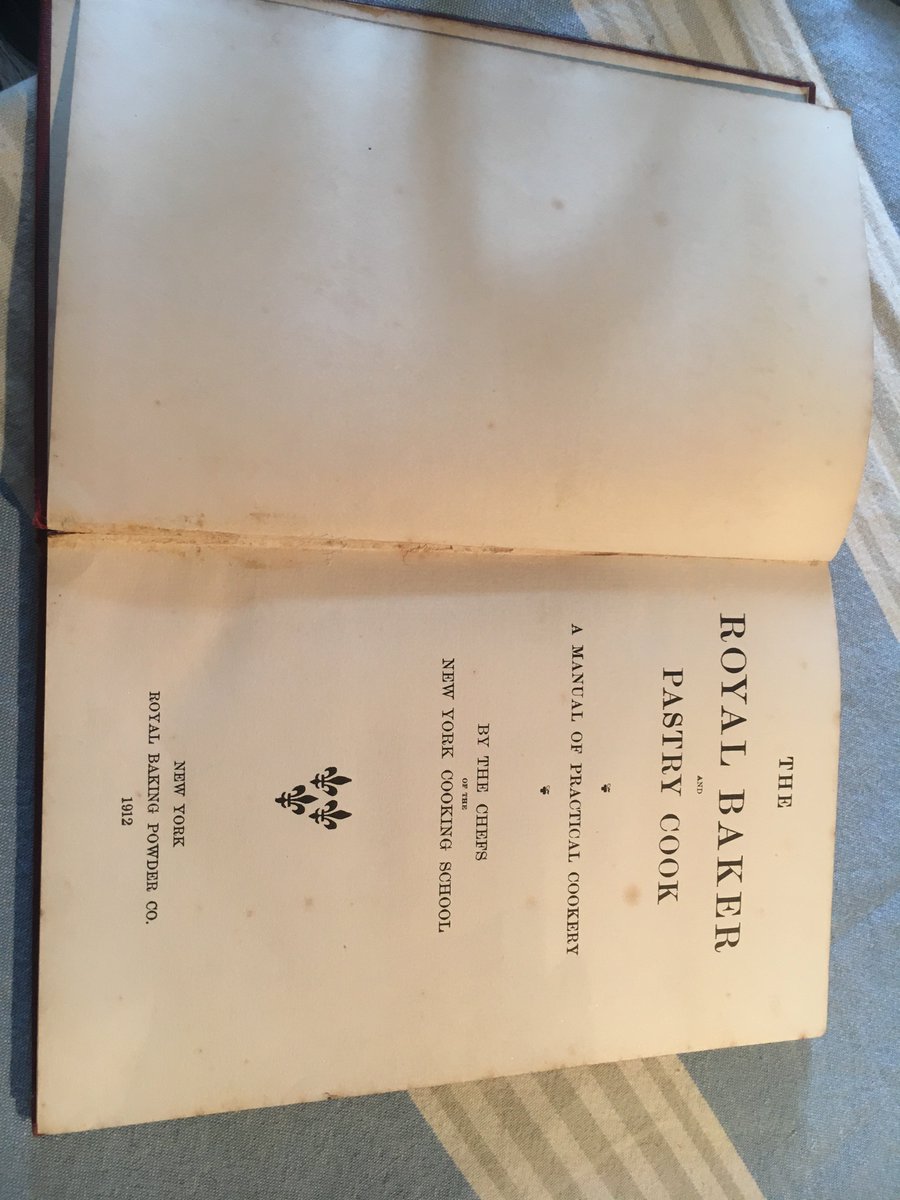 THE
ROYAL BAKER
AND
PASTRY COOK
A MANUAL OF PRACTICAL COOKERY
BY THE CHEFS
OF THE
NEW YORK COOKING SCHOOL
NEW YORK
ROYAL BAKING POWDER CO.
1912